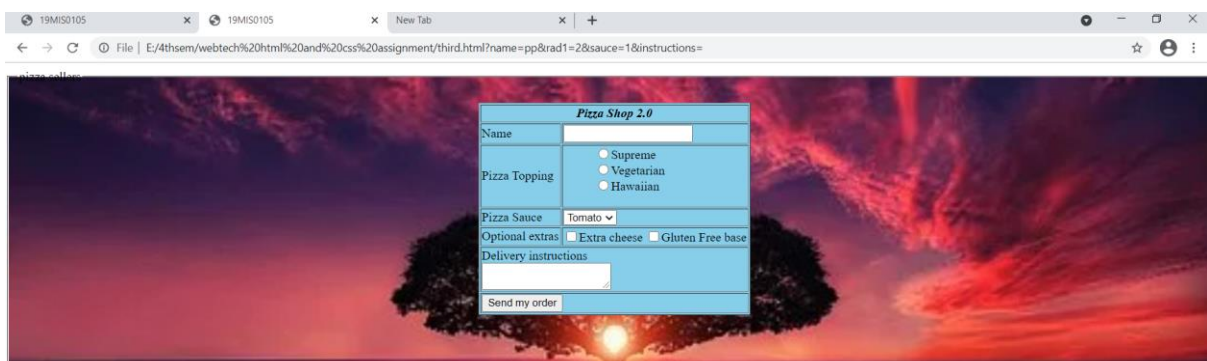 19MIS0105 19MIS0105 New Tab
File | E:/4thsem/webtech%20html%20and%20css%20assignment/third.html?name=pp&rad1=2&sauce=1&instructions=
pizza sellers
Pizza Shop 2.0
Name
Pizza Topping
Supreme
Vegetarian
Hawaiian
Pizza Sauce Tomato
Optional extras Extra cheese Gluten Free base
Delivery instructions
Send my order